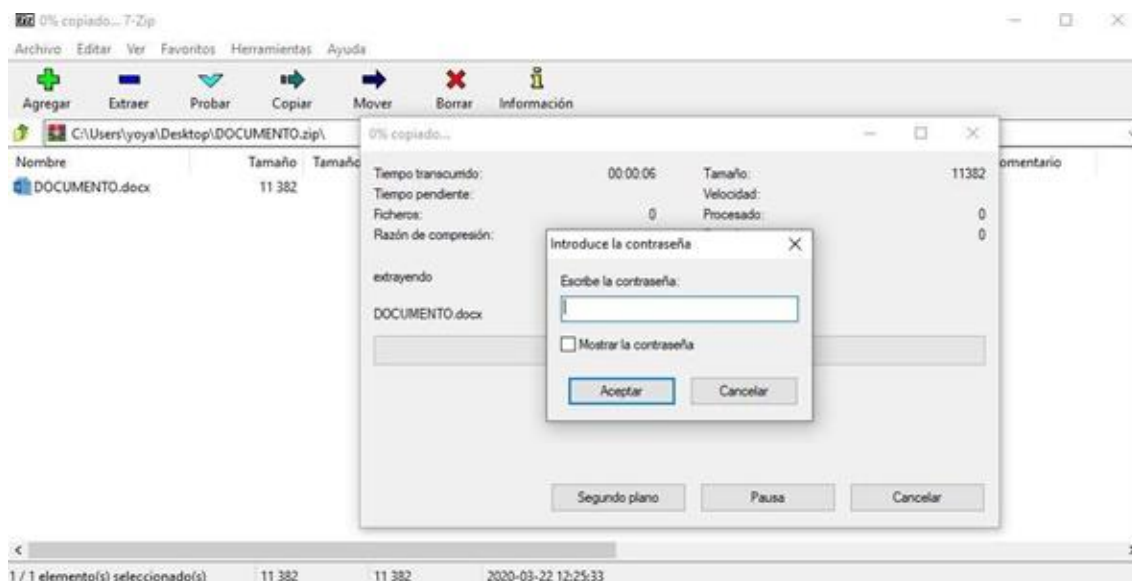 0% copiado... 7-Zip
Archivo Editar Ver Favoritos Herramientas Ayuda
Agregar Extraer Probar Copiar Mover Borrar Información
C:\Users\yoya\Desktop\DOCUMENTO.zip\
0% copiado...
Nombre Tamaño Tamaño omentario
DOCUMENTO.docx 11 382
Tiempo transcurrido: 00:00:06 Tamaño: 11382
Tiempo pendiente: Velocidad:
Ficheros: 0 Procesado: 0
Razón de compresión: 0
Introduce la contraseña
extrayendo
Escribe la contraseña:
DOCUMENTO.docx
Mostrar la contraseña
Aceptar Cancelar
Segundo plano Pausa Cancelar
1 / 1 elemento(s) seleccionado(s) 11 382 11 382 2020-03-22 12:25:33